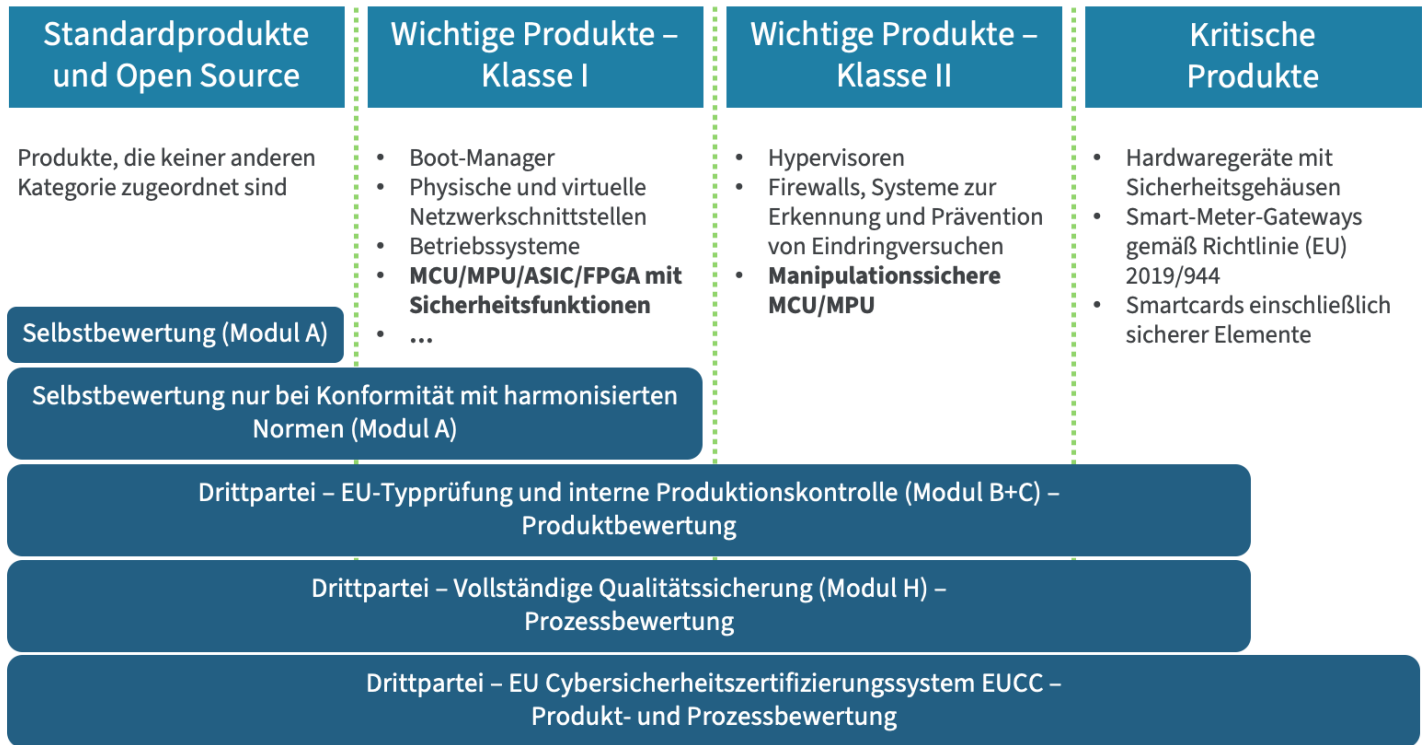 Standardprodukte
und Open Source
Wichtige Produkte –
Klasse I
Wichtige Produkte –
Klasse II
Kritische
Produkte
Produkte, die keiner anderen
Kategorie zugeordnet sind
• Boot-Manager
• Physische und virtuelle
Netzwerkschnittstellen
• Betriebssysteme
• MCU/MPU/ASIC/FPGA mit
Sicherheitsfunktionen
• ...
• Hypervisoren
• Firewalls, Systeme zur
Erkennung und Prävention
von Eindringversuchen
• Manipulationssichere
MCU/MPU
• Hardwaregeräte mit
Sicherheitsgehäusen
• Smart-Meter-Gateways
gemäß Richtlinie (EU)
2019/944
• Smartcards einschließlich
sicherer Elemente
Selbstbewertung (Modul A)
Selbstbewertung nur bei Konformität mit harmonisierten
Normen (Modul A)
Drittpartei – EU-Typprüfung und interne Produktionskontrolle (Modul B+C) –
Produktbewertung
Drittpartei – Vollständige Qualitätssicherung (Modul H) –
Prozessbewertung
Drittpartei – EU Cybersicherheitszertifizierungssystem EUCC –
Produkt- und Prozessbewertung